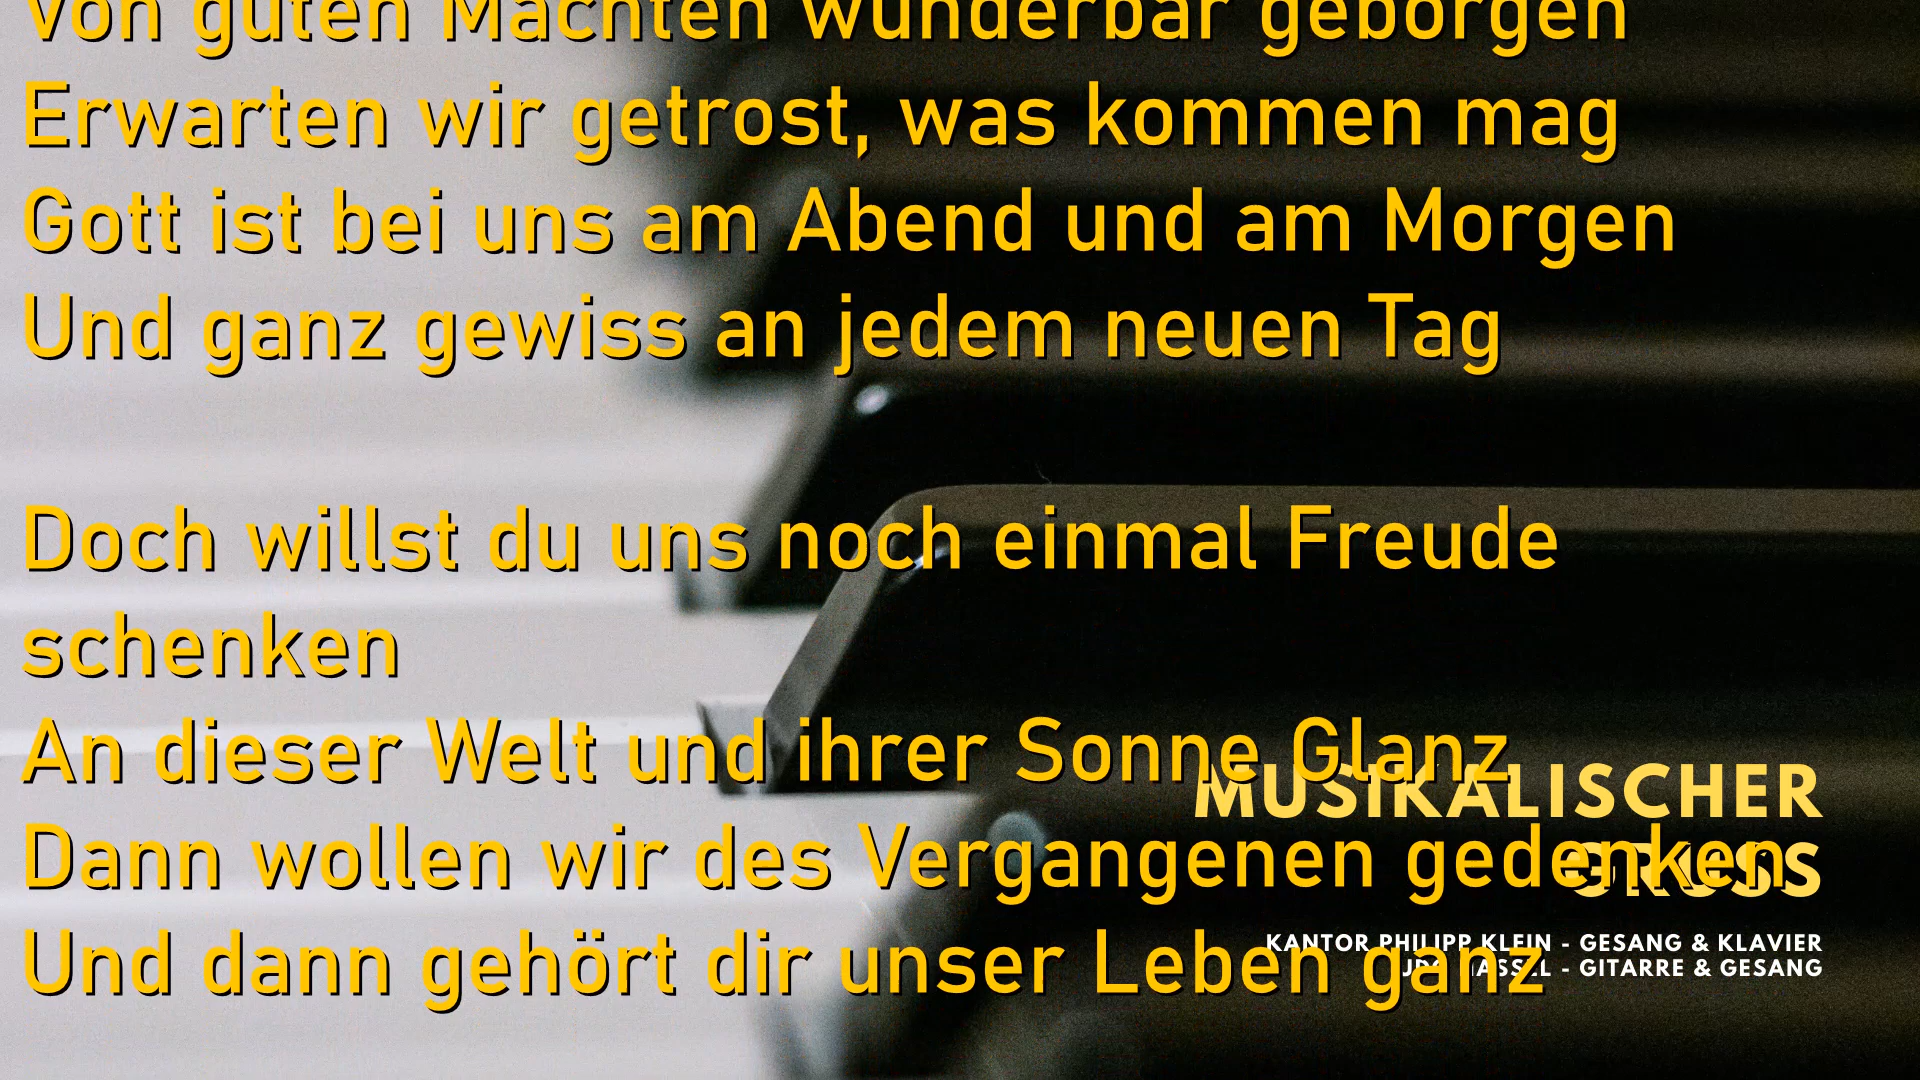 Von guten Mächten wunderbar geborgen
Erwarten wir getrost, was kommen mag
Gott ist bei uns am Abend und am Morgen
Und ganz gewiss an jedem neuen Tag
Doch willst du uns noch einmal Freude
schenken
An dieser Welt und ihrer Sonne Glanz
Dann wollen wir des Vergangenen gedenken
Und dann gehört dir unser Leben ganz
MUSIKALISCHER
GRUSS
KANTOR PHILIPP KLEIN - GESANG & KLAVIER
- GITARRE & GESANG